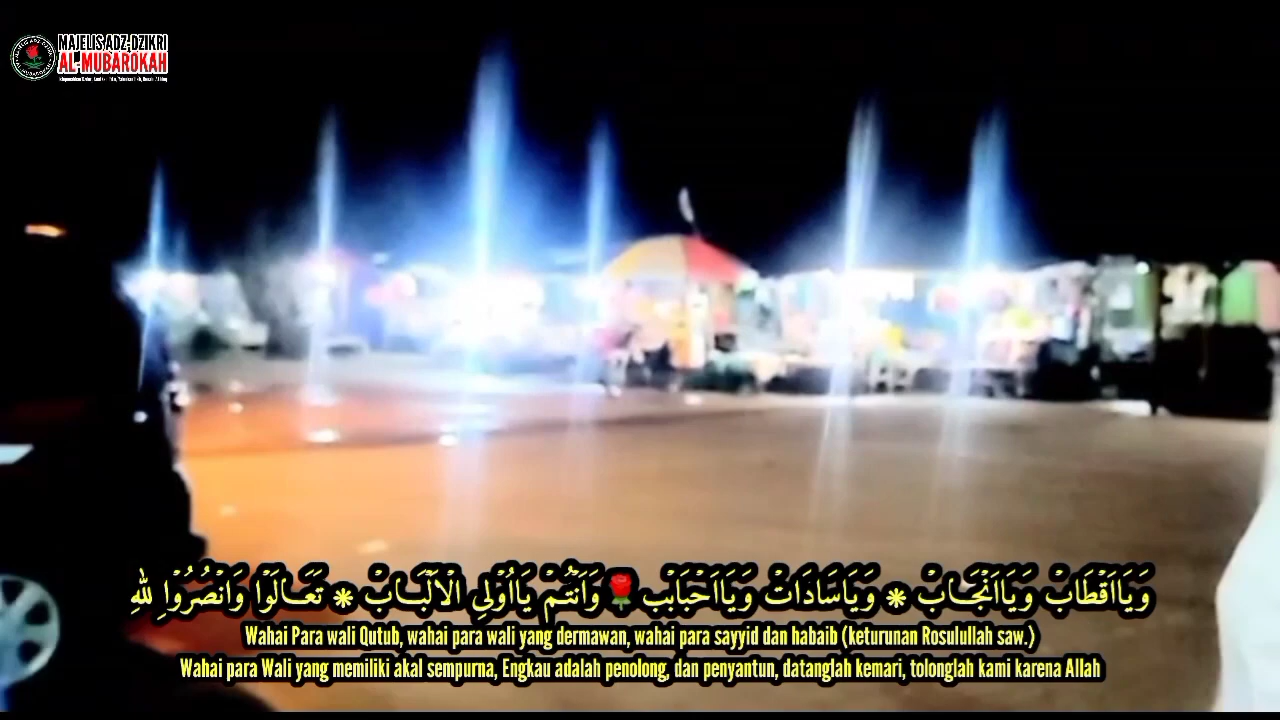 MAJELIS ADZ-DZIKRI
AL-MUBAROKAH
وَيَااَقْطَابْ وَيَااَنْجَابْ * وَيَاسَادَاتْ وَيَااَحْبَابْ🌹وَاَنْتُمْ يَااُوْلِى الْاَلْبَابْ * تَعَالَوْا وَانْصُرُوْا لِلّٰهِ
Wahai Para wali Qutub, wahai para wali yang dermawan, wahai para sayyid dan habaib (keturunan Rosulullah saw.)
Wahai para Wali yang memiliki akal sempurna, Engkau adalah penolong, dan penyantun, datanglah kemari, tolonglah kami karena Allah